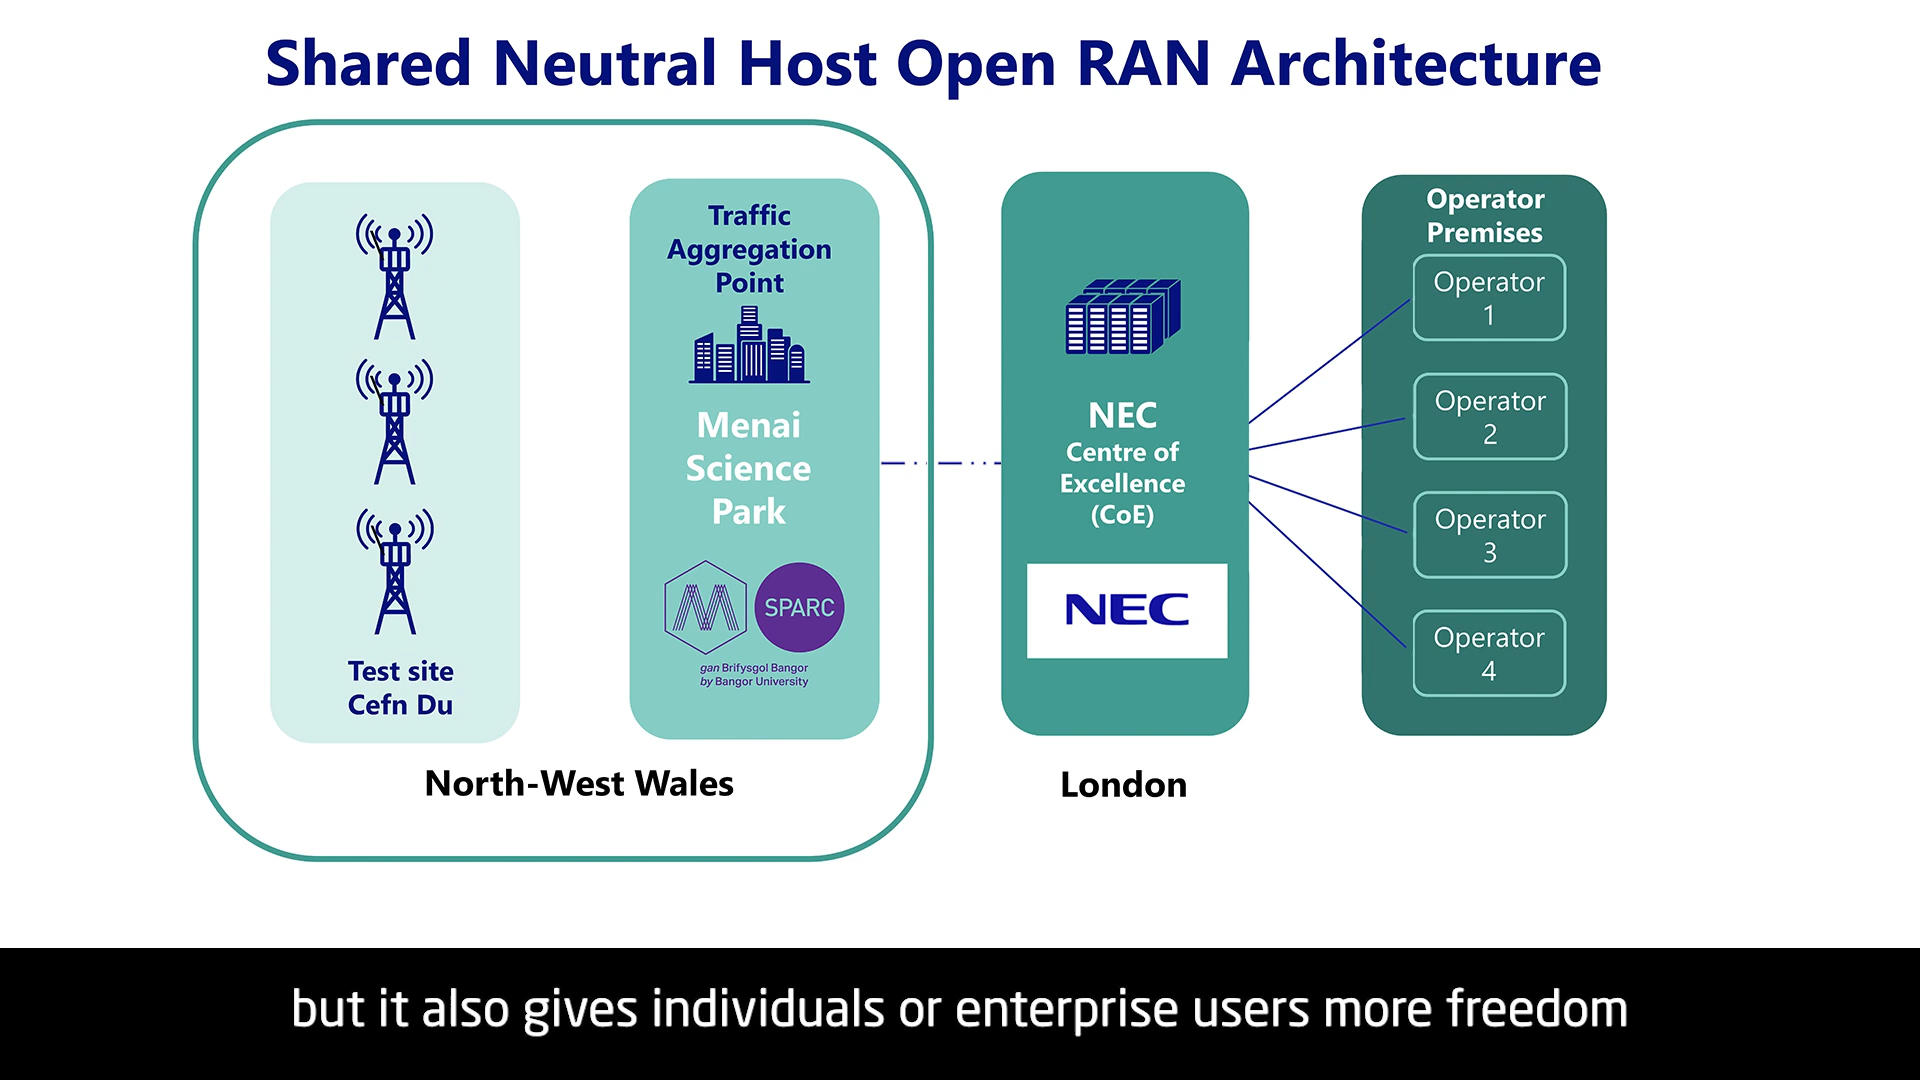 Shared Neutral Host Open RAN Architecture
Test site
Cefn Du
Traffic
Aggregation
Point
Menai
Science
Park
M
SPARC
gan Brifysgol Bangor
by Bangor University
North-West Wales
NEC
Centre of
Excellence
(CoE)
NEC
London
Operator
Premises
Operator
1
Operator
2
Operator
3
Operator
4
but it also gives individuals or enterprise users more freedom